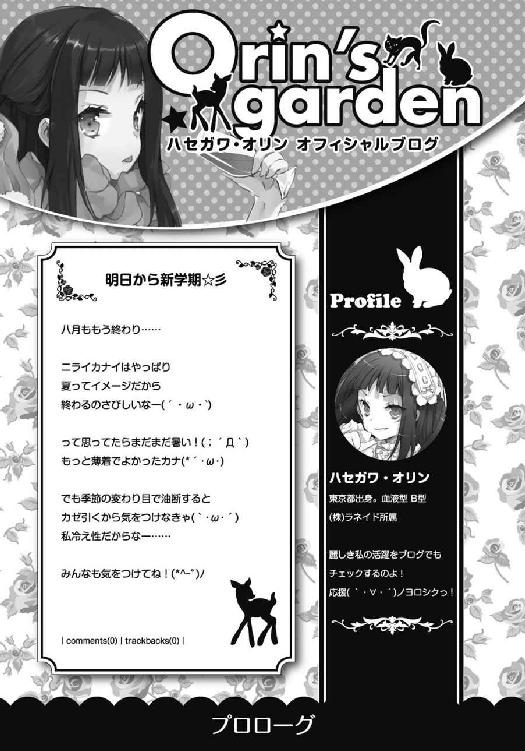 Orin's
garden
ハセガワ・オリン オフィシャルブログ
明日から新学期☆彡
八月ももう終わり……
ニライカナイはやっぱり
夏ってイメージだから
終わるのさびしいなー(´・ω・`)
って思ってたらまだまだ暑い！(；´Д｀)
もっと薄着でよかったカナ(*´･ω･)
でも季節の変わり目で油断すると
カゼ引くから気をつけなきゃ(｀･ω･´)
私冷え性だからなー……
みんなも気をつけてね！(*^ｰﾟ)ﾉ
| comments(0) | trackbacks(0) |
Profile
ハセガワ・オリン
東京都出身。血液型 B型
(株)ラネイド所属
麗しき私の活躍をブログでも
チェックするのよ！
応援(｀・∀・´)ノヨロシクっ！
プロローグ